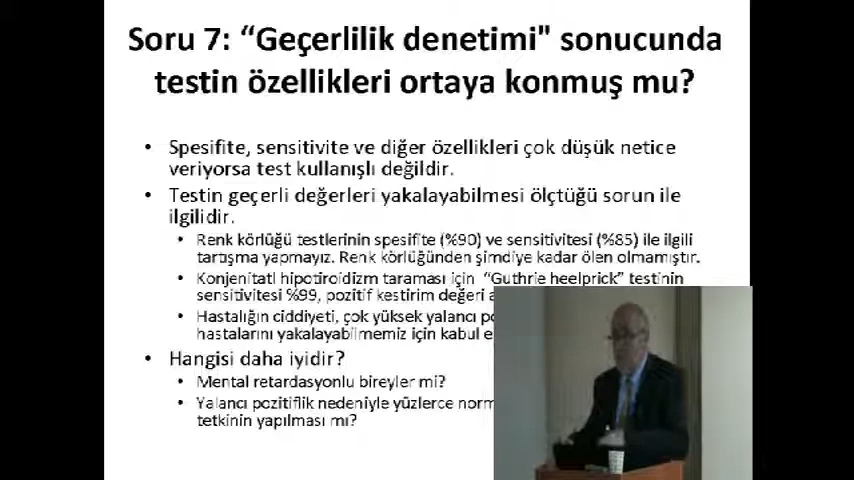 Soru 7: “Geçerlilik denetimi" sonucunda
testin özellikleri ortaya konmuş mu?
• Spesifite, sensitivite ve diğer özellikleri çok düşük netice
veriyorsa test kullanışlı değildir.
• Testin geçerli değerleri yakalayabilmesi ölçtüğü sorun ile
ilgilidir.
• Renk körlüğü testlerinin spesifite (%90) ve sensitivitesi (%85) ile ilgili
tartışma yapmayız. Renk körlüğünden şimdiye kadar ölen olmamıştır.
• Konjenitatl hipotiroidizm taraması için “Guthrie heelprick” testinin
sensitivitesi %99, pozitif kestirim değeri
• Hastalığın ciddiyeti, çok yüksek yalancı
hastalarını yakalayabilmemiz için kabul
• Hangisi daha iyidir?
• Mental retardasyonlu bireyler mi?
• Yalancı pozitiflik nedeniyle yüzlerce
tetkinin yapılması mı?